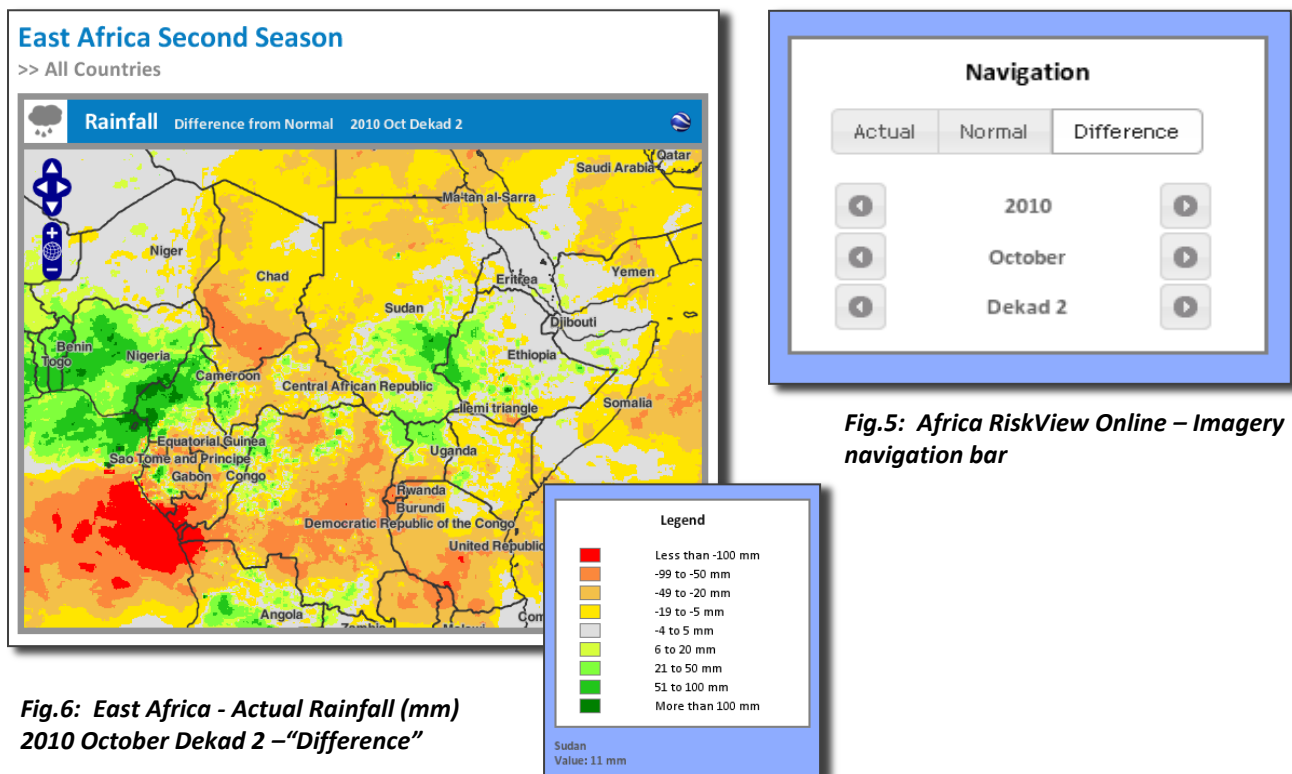 East Africa Second Season
>> All Countries
Rainfall Difference from Normal 2010 Oct Dekad 2
Qatar
Saudi Arabia
Ma'tan al-Sarra
Niger
Chad
Eritrea
Yemen
Sudan
Djibouti
Benin
Togo
Nigeria
Ethiopia
Cameroon
Central African Republic
Ilemi triangle
Somalia
Equatorial Guinea
Uganda
Sao Tome and Principe
Gabon
Congo
Rwanda
Burundi
Democratic Republic of the Congo
United Republic
Angola
Legend
Less than -100 mm
-99 to -50 mm
-49 to -20 mm
-19 to -5 mm
-4 to 5 mm
6 to 20 mm
21 to 50 mm
51 to 100 mm
More than 100 mm
Sudan
Value: 11 mm
Fig.6: East Africa - Actual Rainfall (mm)
2010 October Dekad 2 –“Difference”
Navigation
Actual Normal Difference
2010
October
Dekad 2
Fig.5: Africa RiskView Online – Imagery
navigation bar